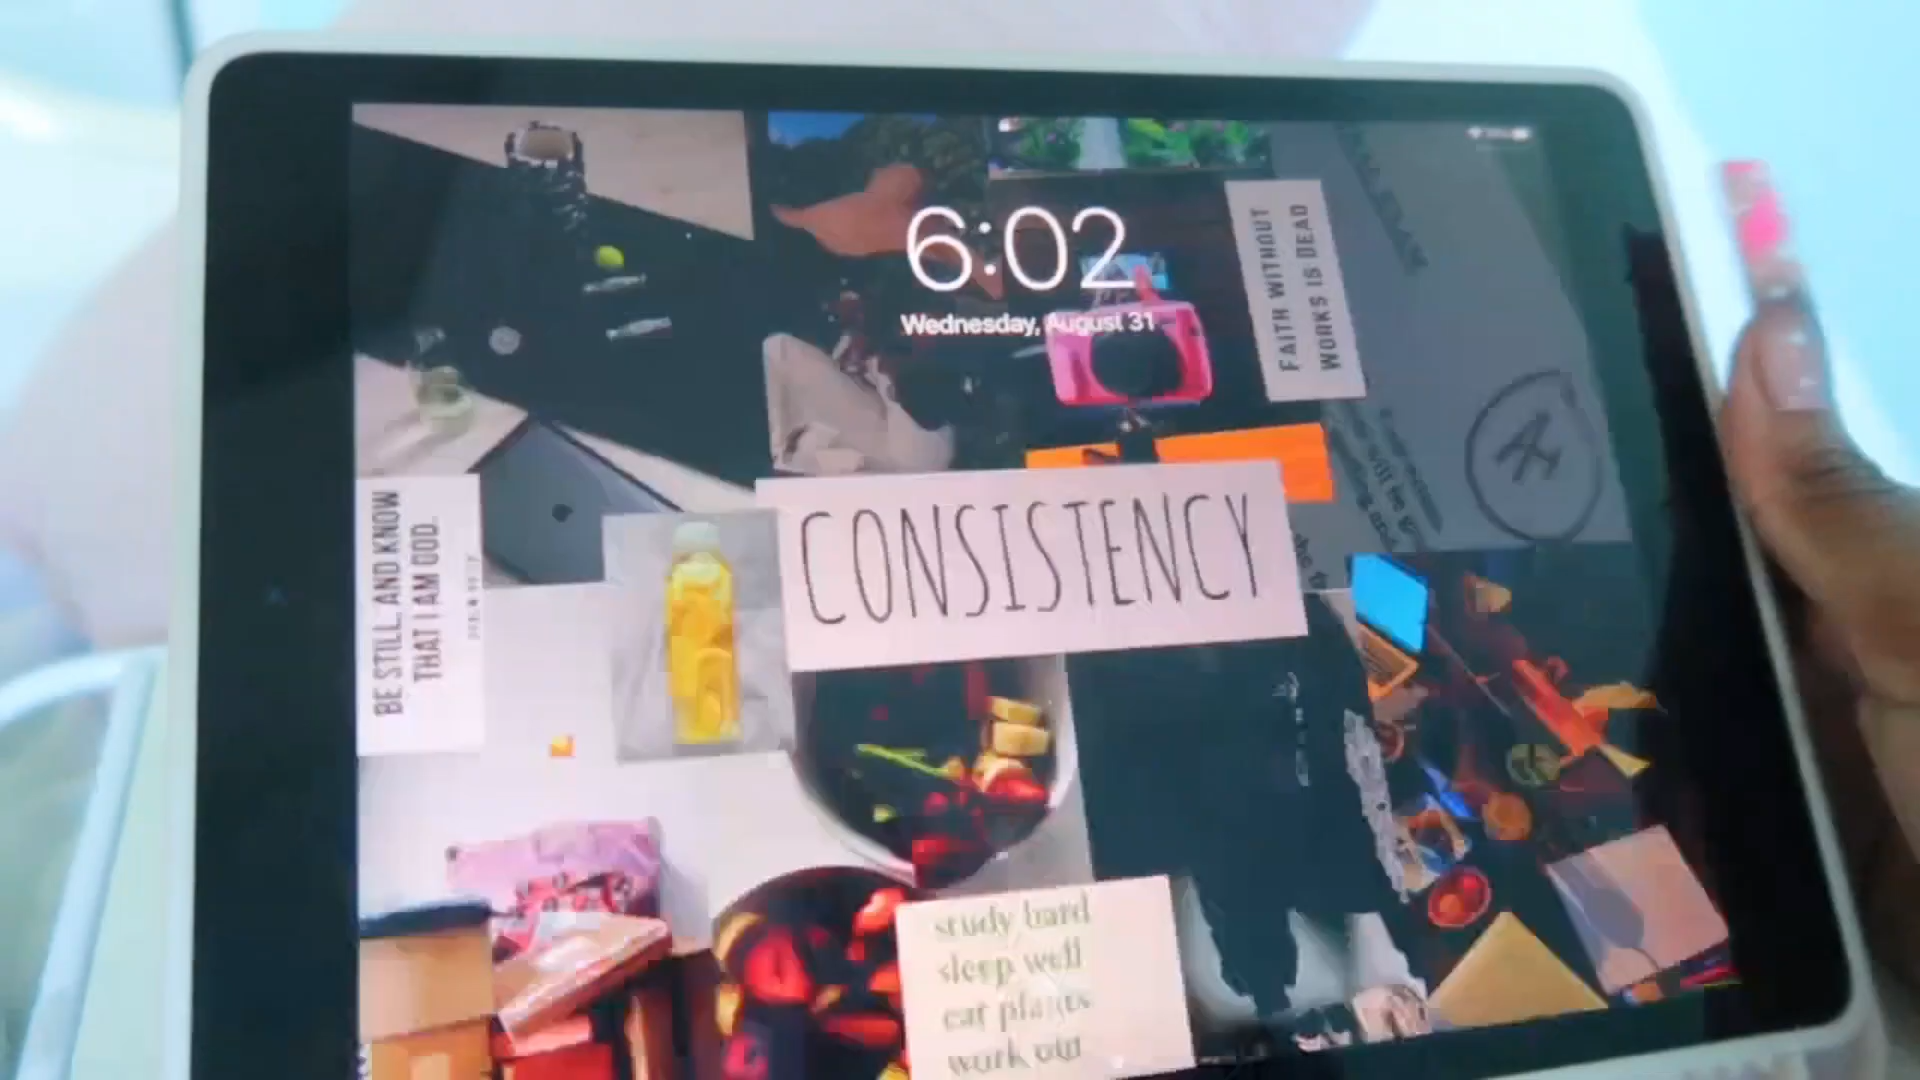 6:02
Wednesday, August 31
FAITH WITHOUT
WORKS IS DEAD
A+
CONSISTENCY
BE STILL, AND KNOW
THAT I AM GOD.
study hard
sleep well
eat plants
work out